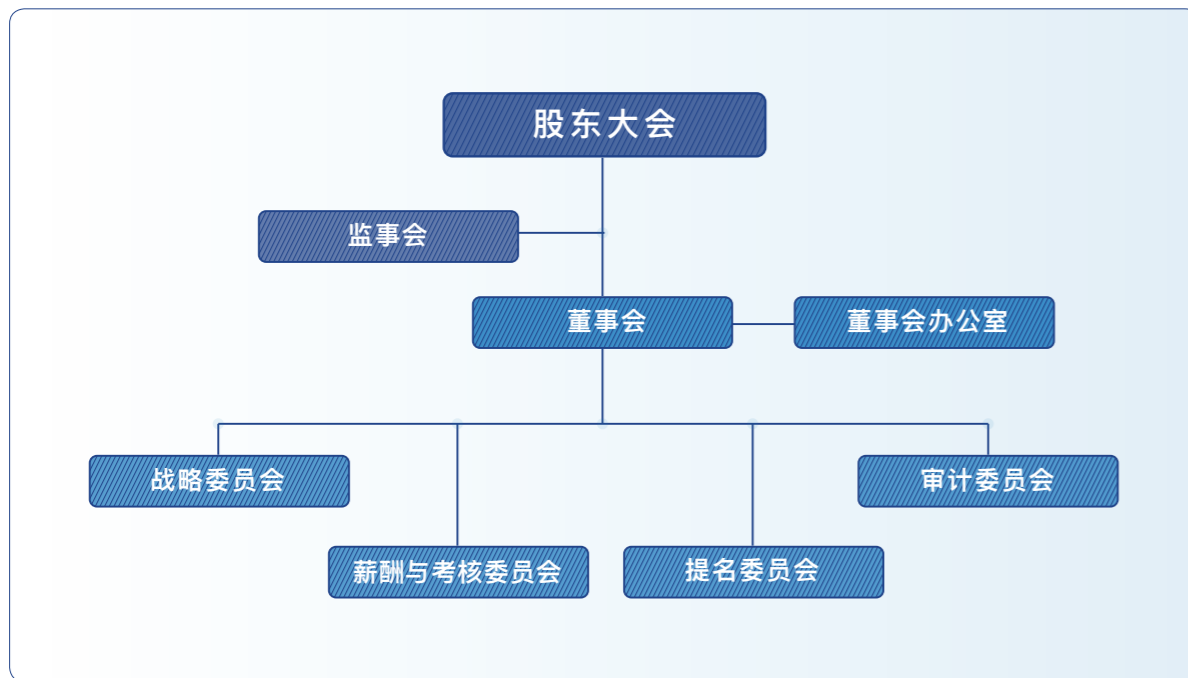 股东大会
监事会
董事会
董事会办公室
战略委员会
审计委员会
薪酬与考核委员会
提名委员会